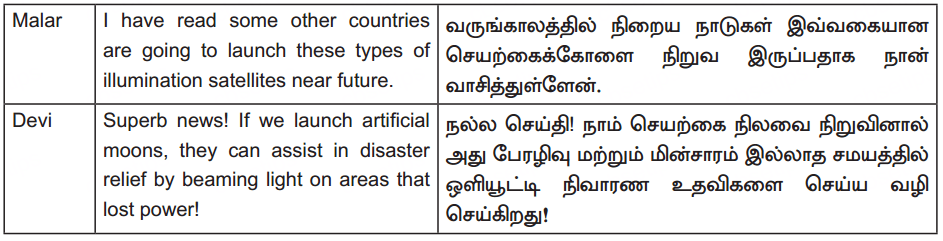 Malar
I have read some other countries
are going to launch these types of
illumination satellites near future.
வருங்காலத்தில் நிறைய நாடுகள் இவ்வகையான
செயற்கைக்கோளை நிறுவ இருப்பதாக நான்
வாசித்துள்ளேன்.
Devi
Superb news! If we launch artificial
moons, they can assist in disaster
relief by beaming light on areas that
lost power!
நல்ல செய்தி! நாம் செயற்கை நிலவை நிறுவினால்
அது பேரழிவு மற்றும் மின்சாரம் இல்லாத சமயத்தில்
ஒளியூட்டி நிவாரண உதவிகளை செய்ய வழி
செய்கிறது!